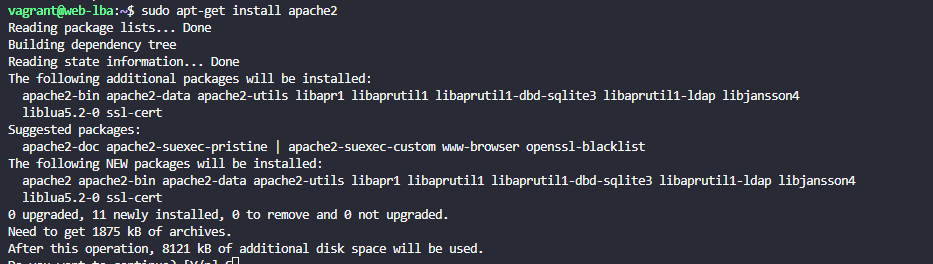 vagrant@web-lba:~$ sudo apt-get install apache2
Reading package lists... Done
Building dependency tree
Reading state information... Done
The following additional packages will be installed:
  apache2-bin apache2-data apache2-utils libapr1 libaprutil1 libaprutil1-dbd-sqlite3 libaprutil1-ldap libjansson4
  liblua5.2-0 ssl-cert
Suggested packages:
  apache2-doc apache2-suexec-pristine | apache2-suexec-custom www-browser openssl-blacklist
The following NEW packages will be installed:
  apache2 apache2-bin apache2-data apache2-utils libapr1 libaprutil1 libaprutil1-dbd-sqlite3 libaprutil1-ldap libjansson4
  liblua5.2-0 ssl-cert
0 upgraded, 11 newly installed, 0 to remove and 0 not upgraded.
Need to get 1875 kB of archives.
After this operation, 8121 kB of additional disk space will be used.
Do you want to continue? [Y/n]